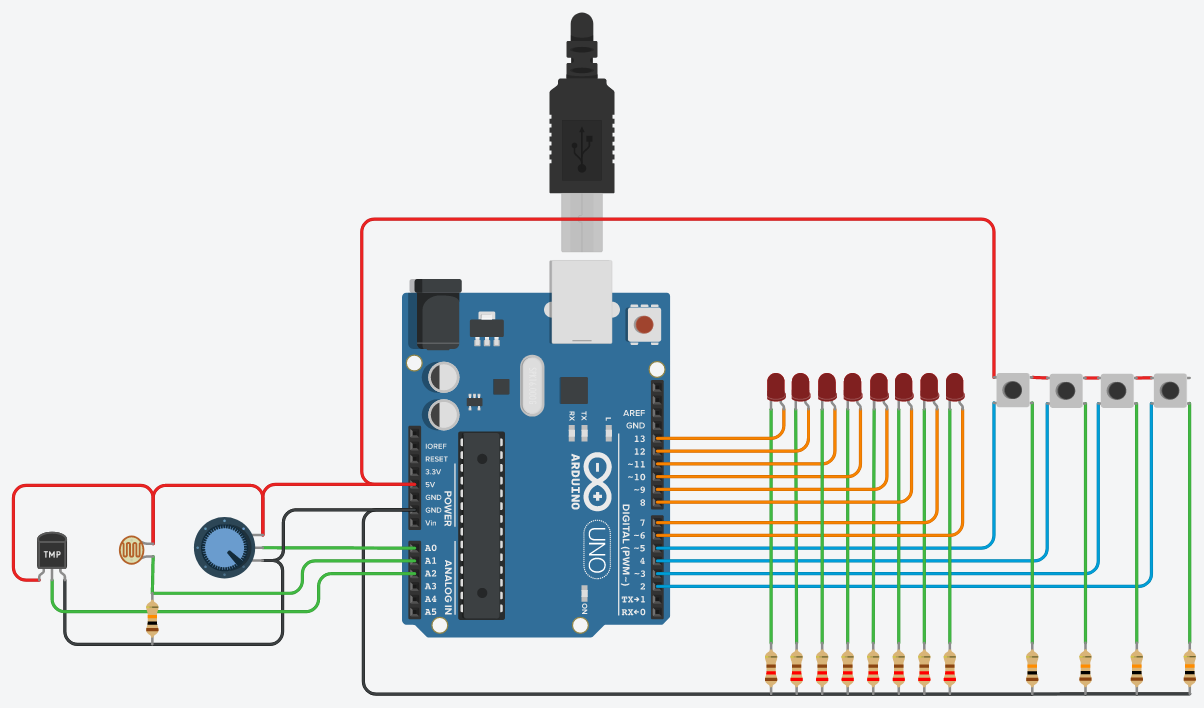 AREF
GND
RX
TX
L
13
12
~11
~10
~9
8
7
~6
~5
4
~3
2
TX→1
RX←0
IOREF
RESET
3.3V
5V
GND
GND
Vin
POWER
ARDUINO
UNO
DIGITAL (PWM~)
A0
A1
A2
A3
A4
A5
ANALOG IN
ON
TMP